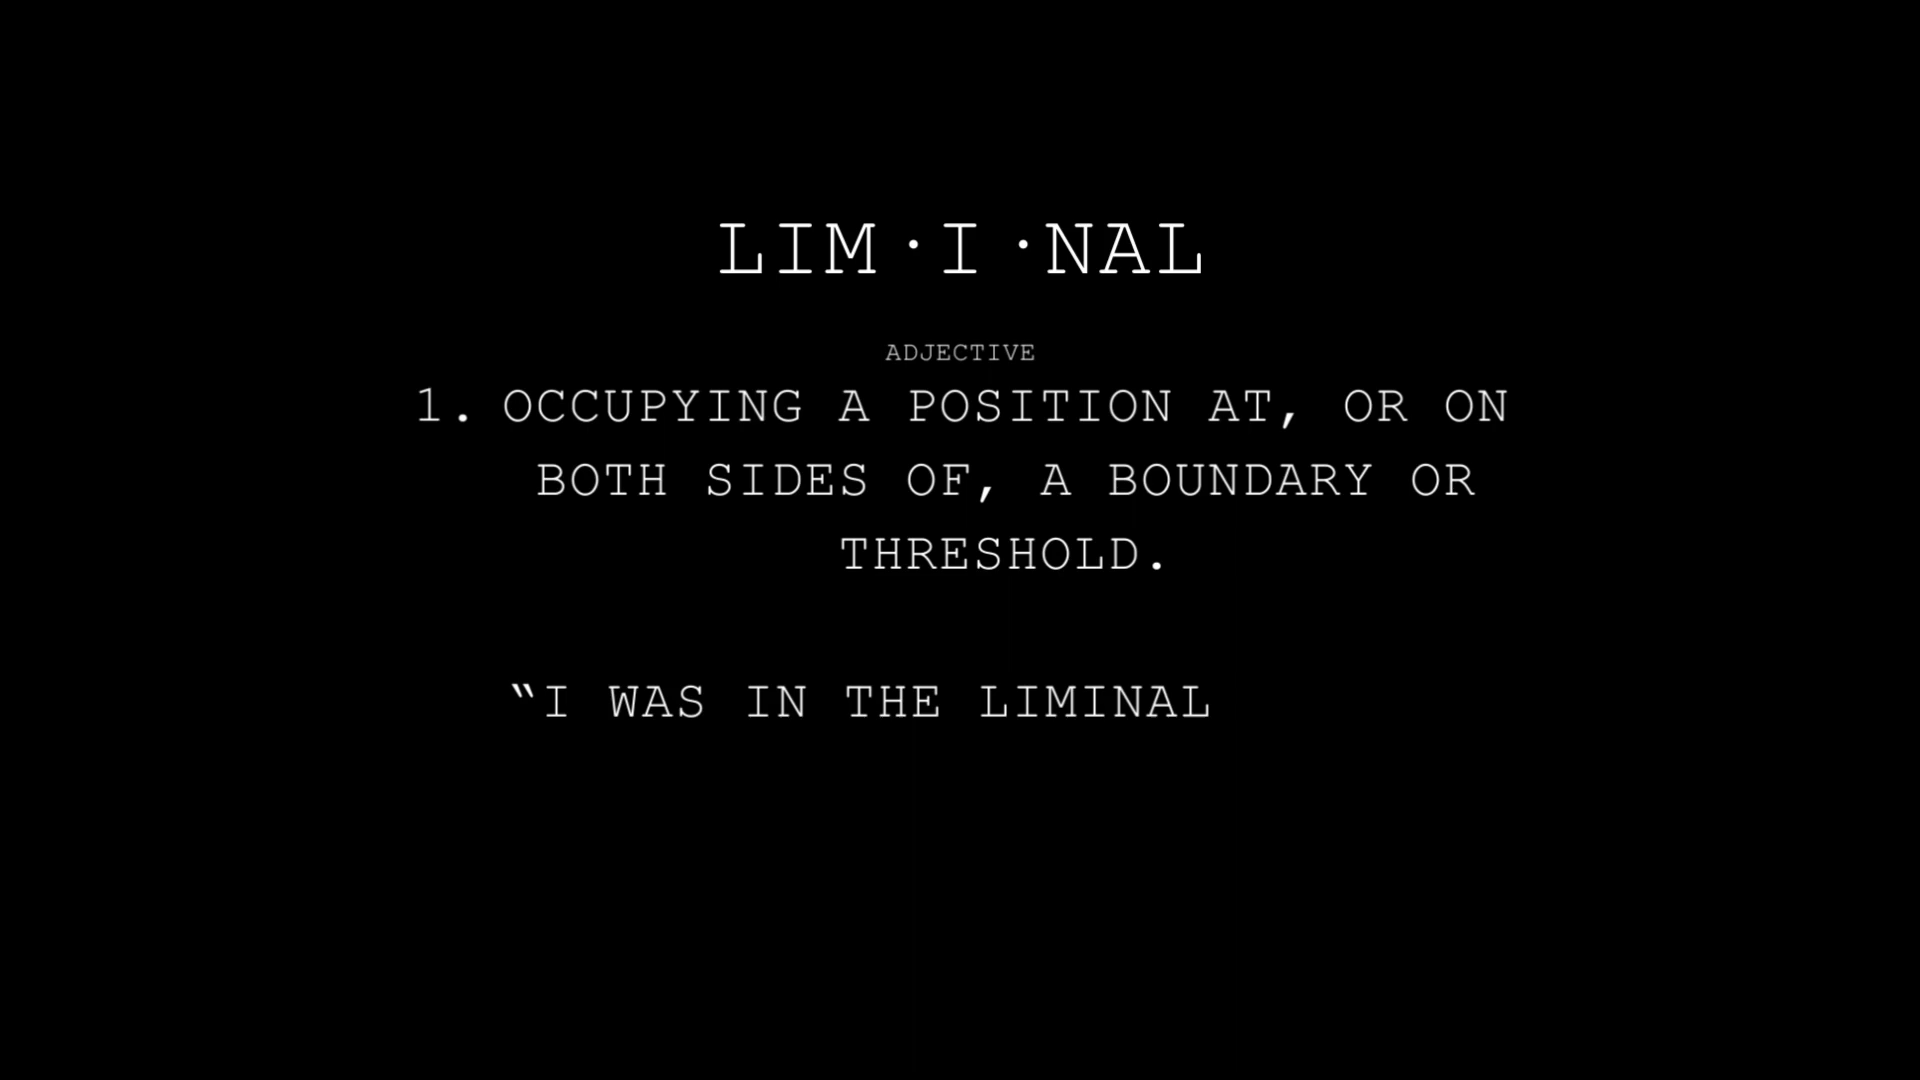 LIM·I·NAL
ADJECTIVE
1. OCCUPYING A POSITION AT, OR ON
BOTH SIDES OF, A BOUNDARY OR
THRESHOLD.
“I WAS IN THE LIMINAL